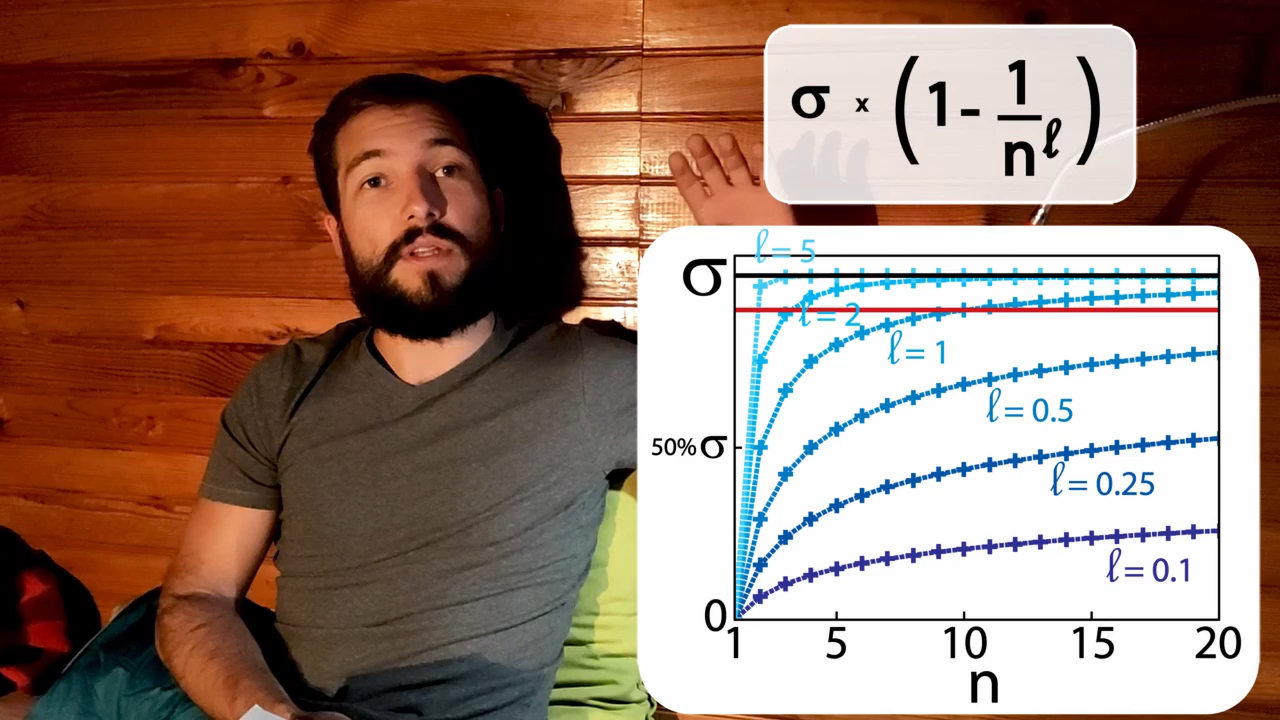 σ x (1 - 1/n^ℓ)
ℓ = 5
σ
ℓ = 2
ℓ = 1
ℓ = 0.5
50% σ
ℓ = 0.25
ℓ = 0.1
0
1 5 10 15 20
n